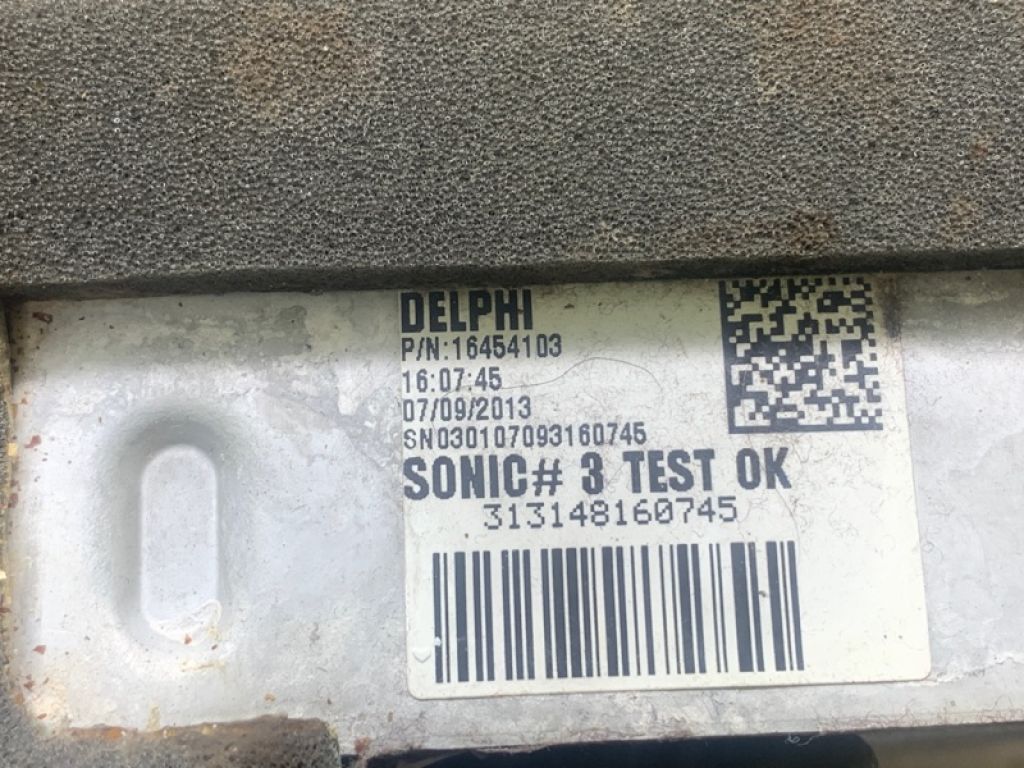 DELPHI
P/N:16454103
16:07:45
07/09/2013
SN030107093160745
SONIC# 3 TEST OK
313148160745